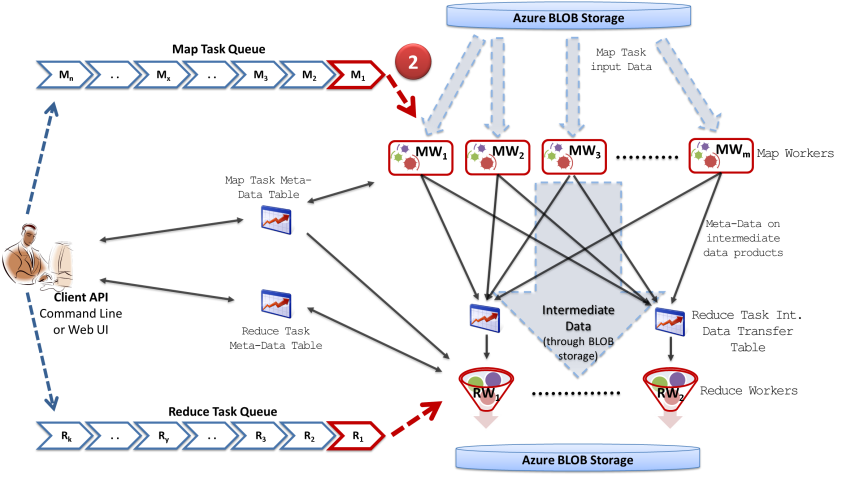 Azure BLOB Storage
Map Task Queue
Mn . . Mx . . M3 M2 M1
2
Map Task
input Data
MW1 MW2 MW3 MWm
Map Workers
Map Task Meta-
Data Table
Meta-Data on
intermediate
data products
Client API
Command Line
or Web UI
Reduce Task
Meta-Data Table
Intermediate
Data
(through BLOB
storage)
Reduce Task Int.
Data Transfer
Table
RW1 RW2
Reduce Workers
Reduce Task Queue
Rk . . Ry . . R3 R2 R1
Azure BLOB Storage